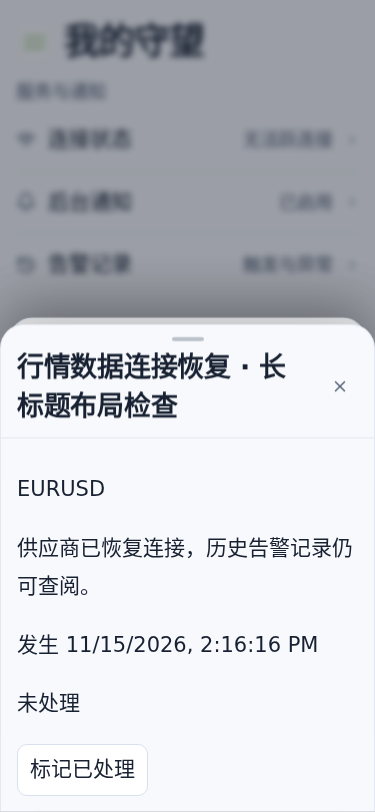 我的守望
服务与通知
连接状态
无活跃连接
后台通知
已启用
告警记录
触发与异常
行情数据连接恢复 · 长
标题布局检查
×
EURUSD
供应商已恢复连接，历史告警记录仍
可查阅。
发生 11/15/2026, 2:16:16 PM
未处理
标记已处理